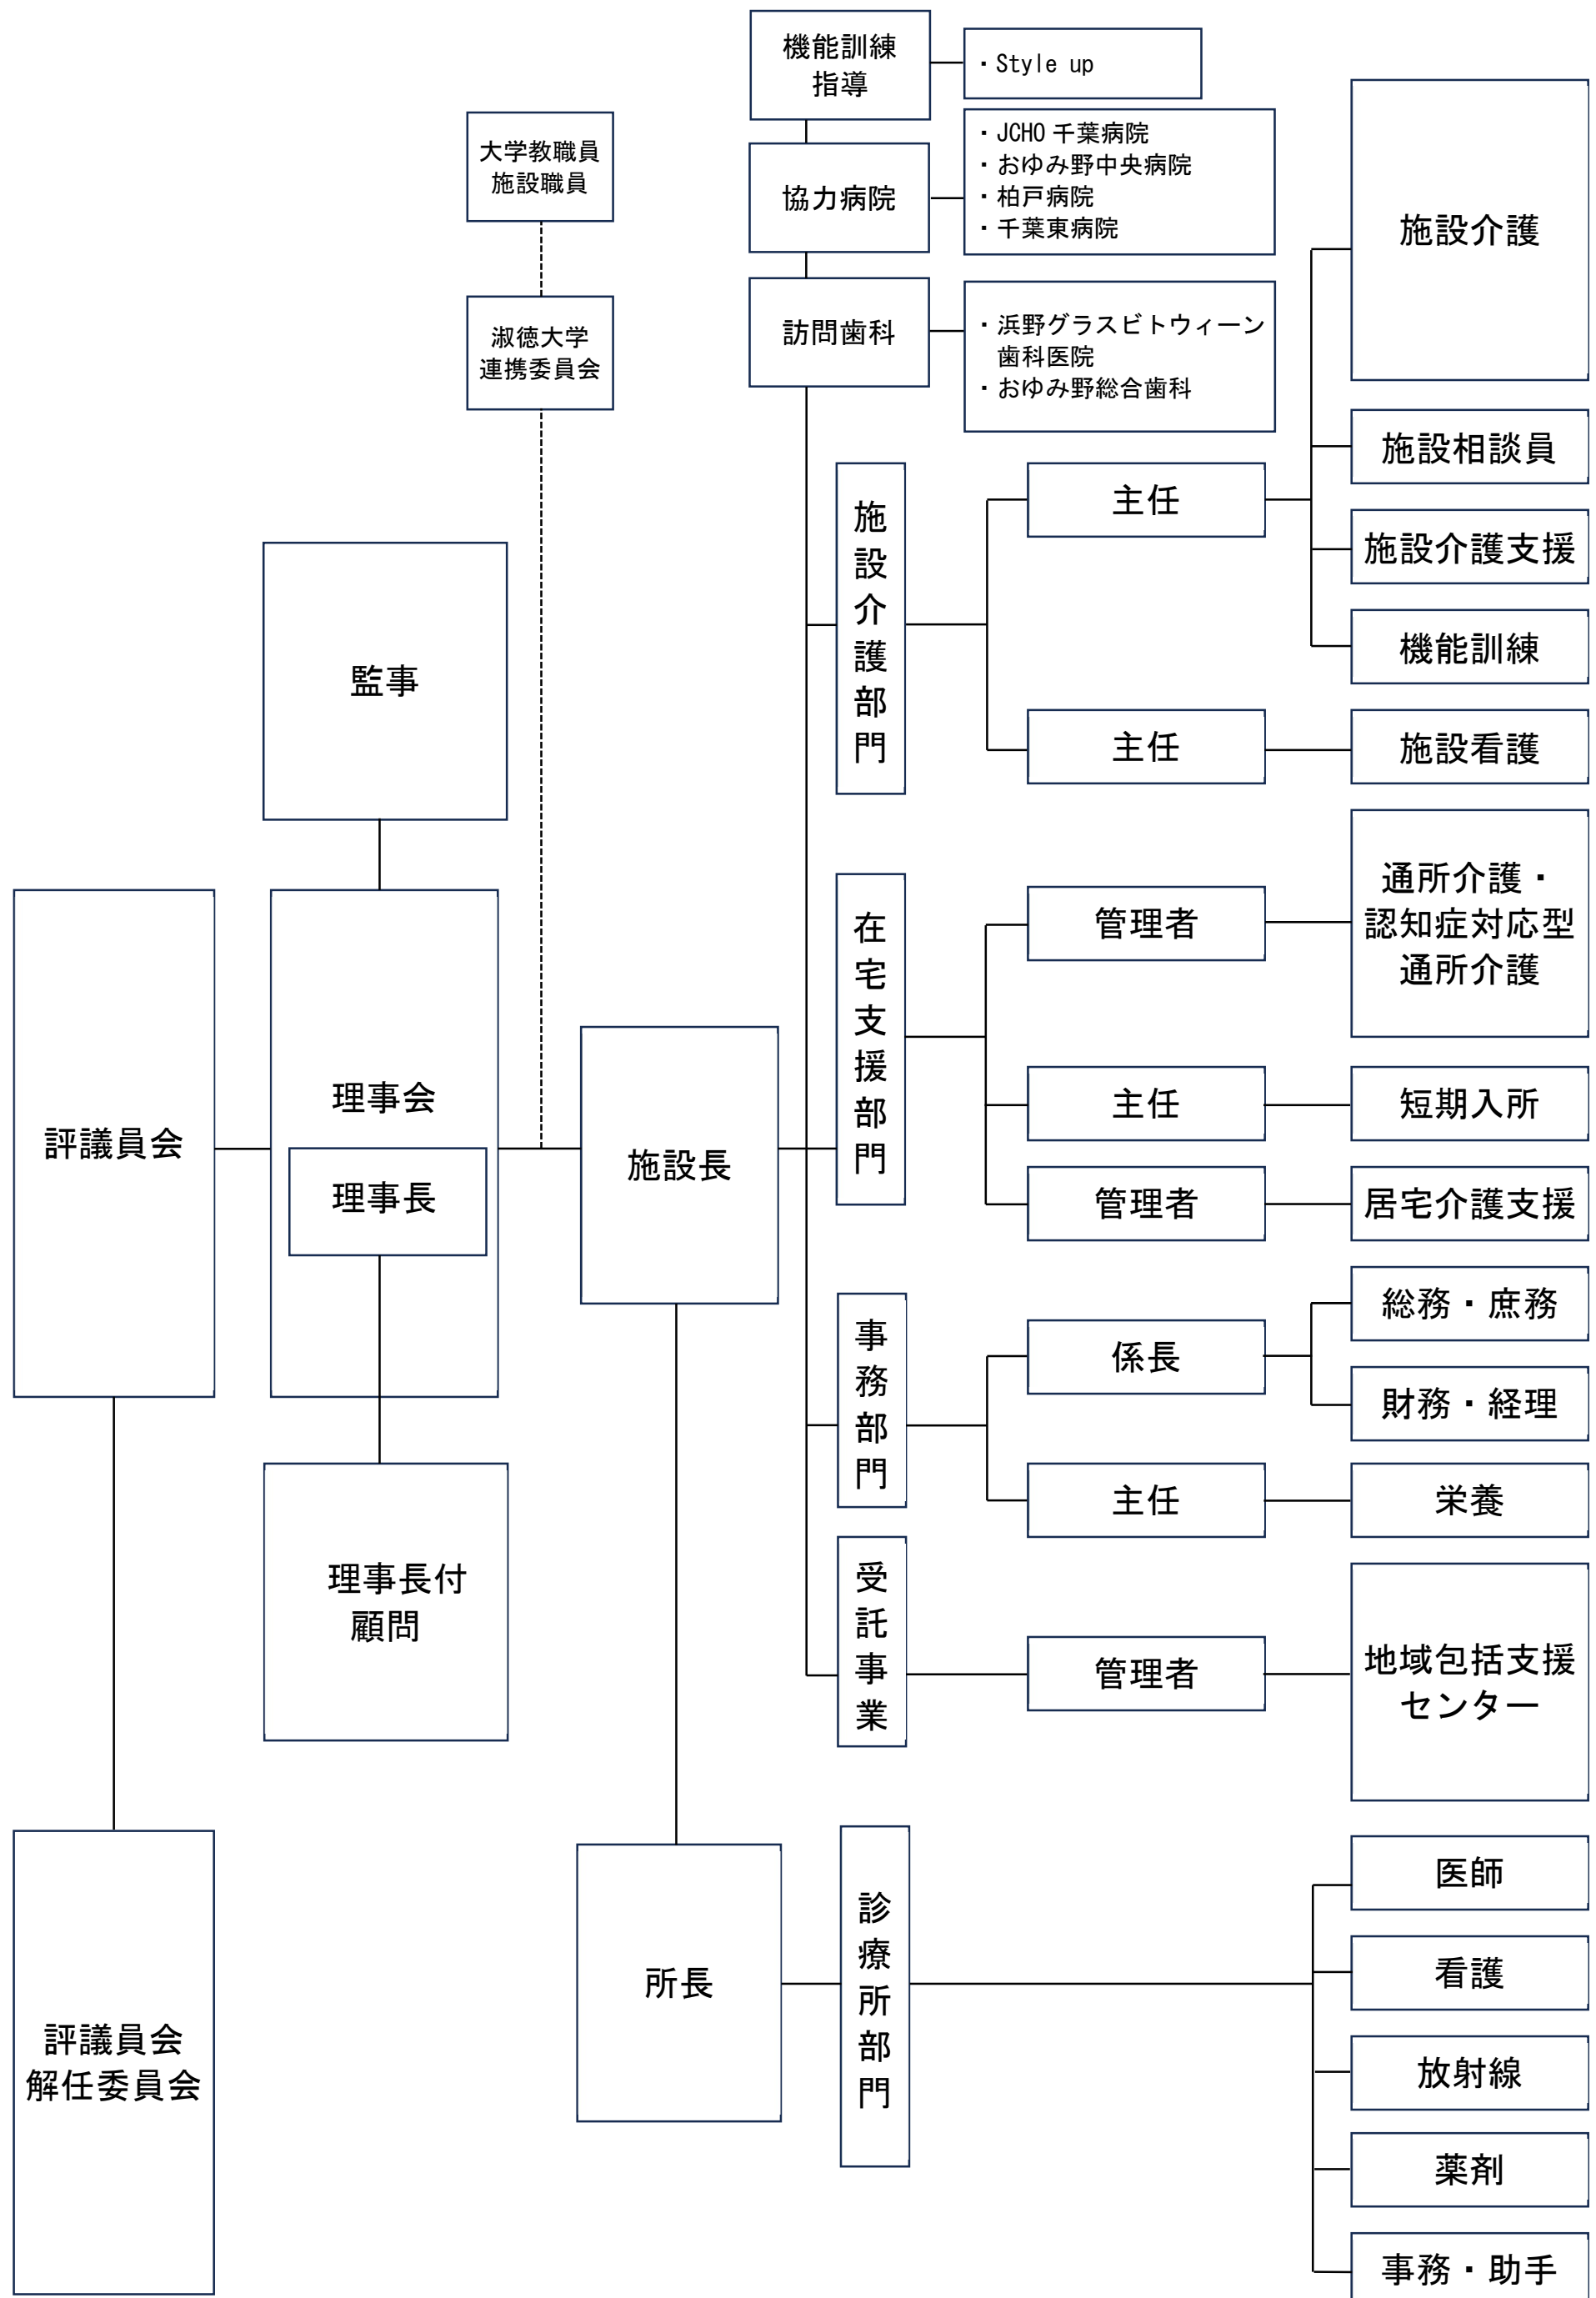 機能訓練
指導
・Style up
大学教職員
施設職員
協力病院
・JCHO 千葉病院
・おゆみ野中央病院
・柏戸病院
・千葉東病院
施設介護
淑徳大学
連携委員会
訪問歯科
・浜野グラスビトウィーン
歯科医院
・おゆみ野総合歯科
施設相談員
施設介護部門
主任
施設介護支援
機能訓練
監事
主任
施設看護
在宅支援部門
管理者
通所介護・
認知症対応型
通所介護
評議員会
理事会
理事長
施設長
主任
短期入所
管理者
居宅介護支援
事務部門
係長
総務・庶務
財務・経理
主任
栄養
理事長付
顧問
受託事業
管理者
地域包括支援
センター
評議員会
解任委員会
所長
診療所部門
医師
看護
放射線
薬剤
事務・助手